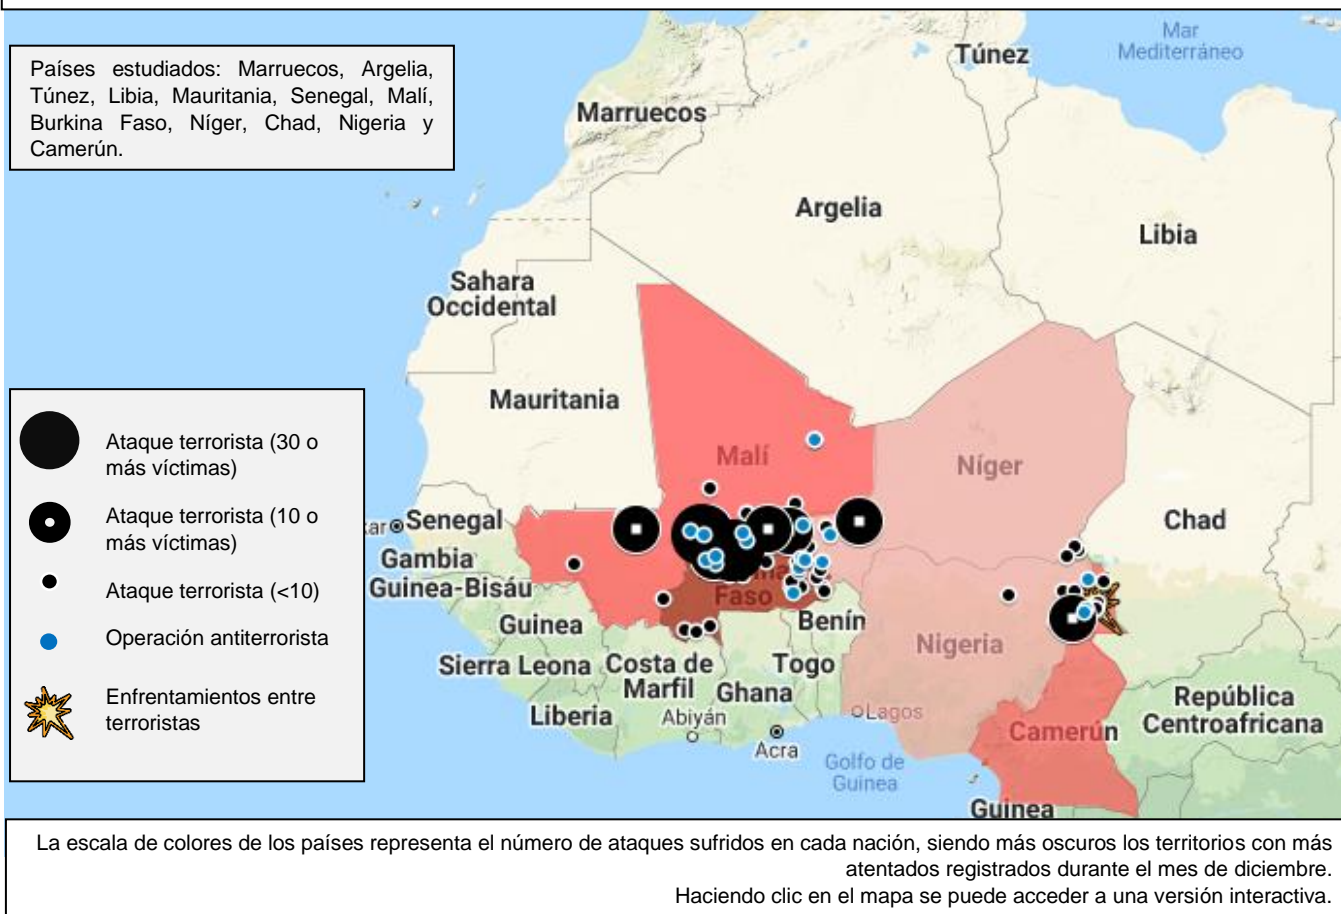 Mar
Mediterráneo
Países estudiados: Marruecos, Argelia,
Túnez, Libia, Mauritania, Senegal, Malí,
Burkina Faso, Níger, Chad, Nigeria y
Camerún.
Túnez
Marruecos
Argelia
Libia
Sahara
Occidental
Mauritania
Malí
Níger
Chad
Ataque terrorista (30 o
más víctimas)
Ataque terrorista (10 o
más víctimas)
Ataque terrorista (<10)
Operación antiterrorista
Enfrentamientos entre
terroristas
Senegal
Gambia
Guinea-Bisáu
Guinea
Faso
Benín
Nigeria
Sierra Leona
Costa de
Marfil
Ghana
Togo
Liberia
Abiyán
Acra
Lagos
Camerún
República
Centroafricana
Golfo de
Guinea
Guinea
La escala de colores de los países representa el número de ataques sufridos en cada nación, siendo más oscuros los territorios con más
atentados registrados durante el mes de diciembre.
Haciendo clic en el mapa se puede acceder a una versión interactiva.